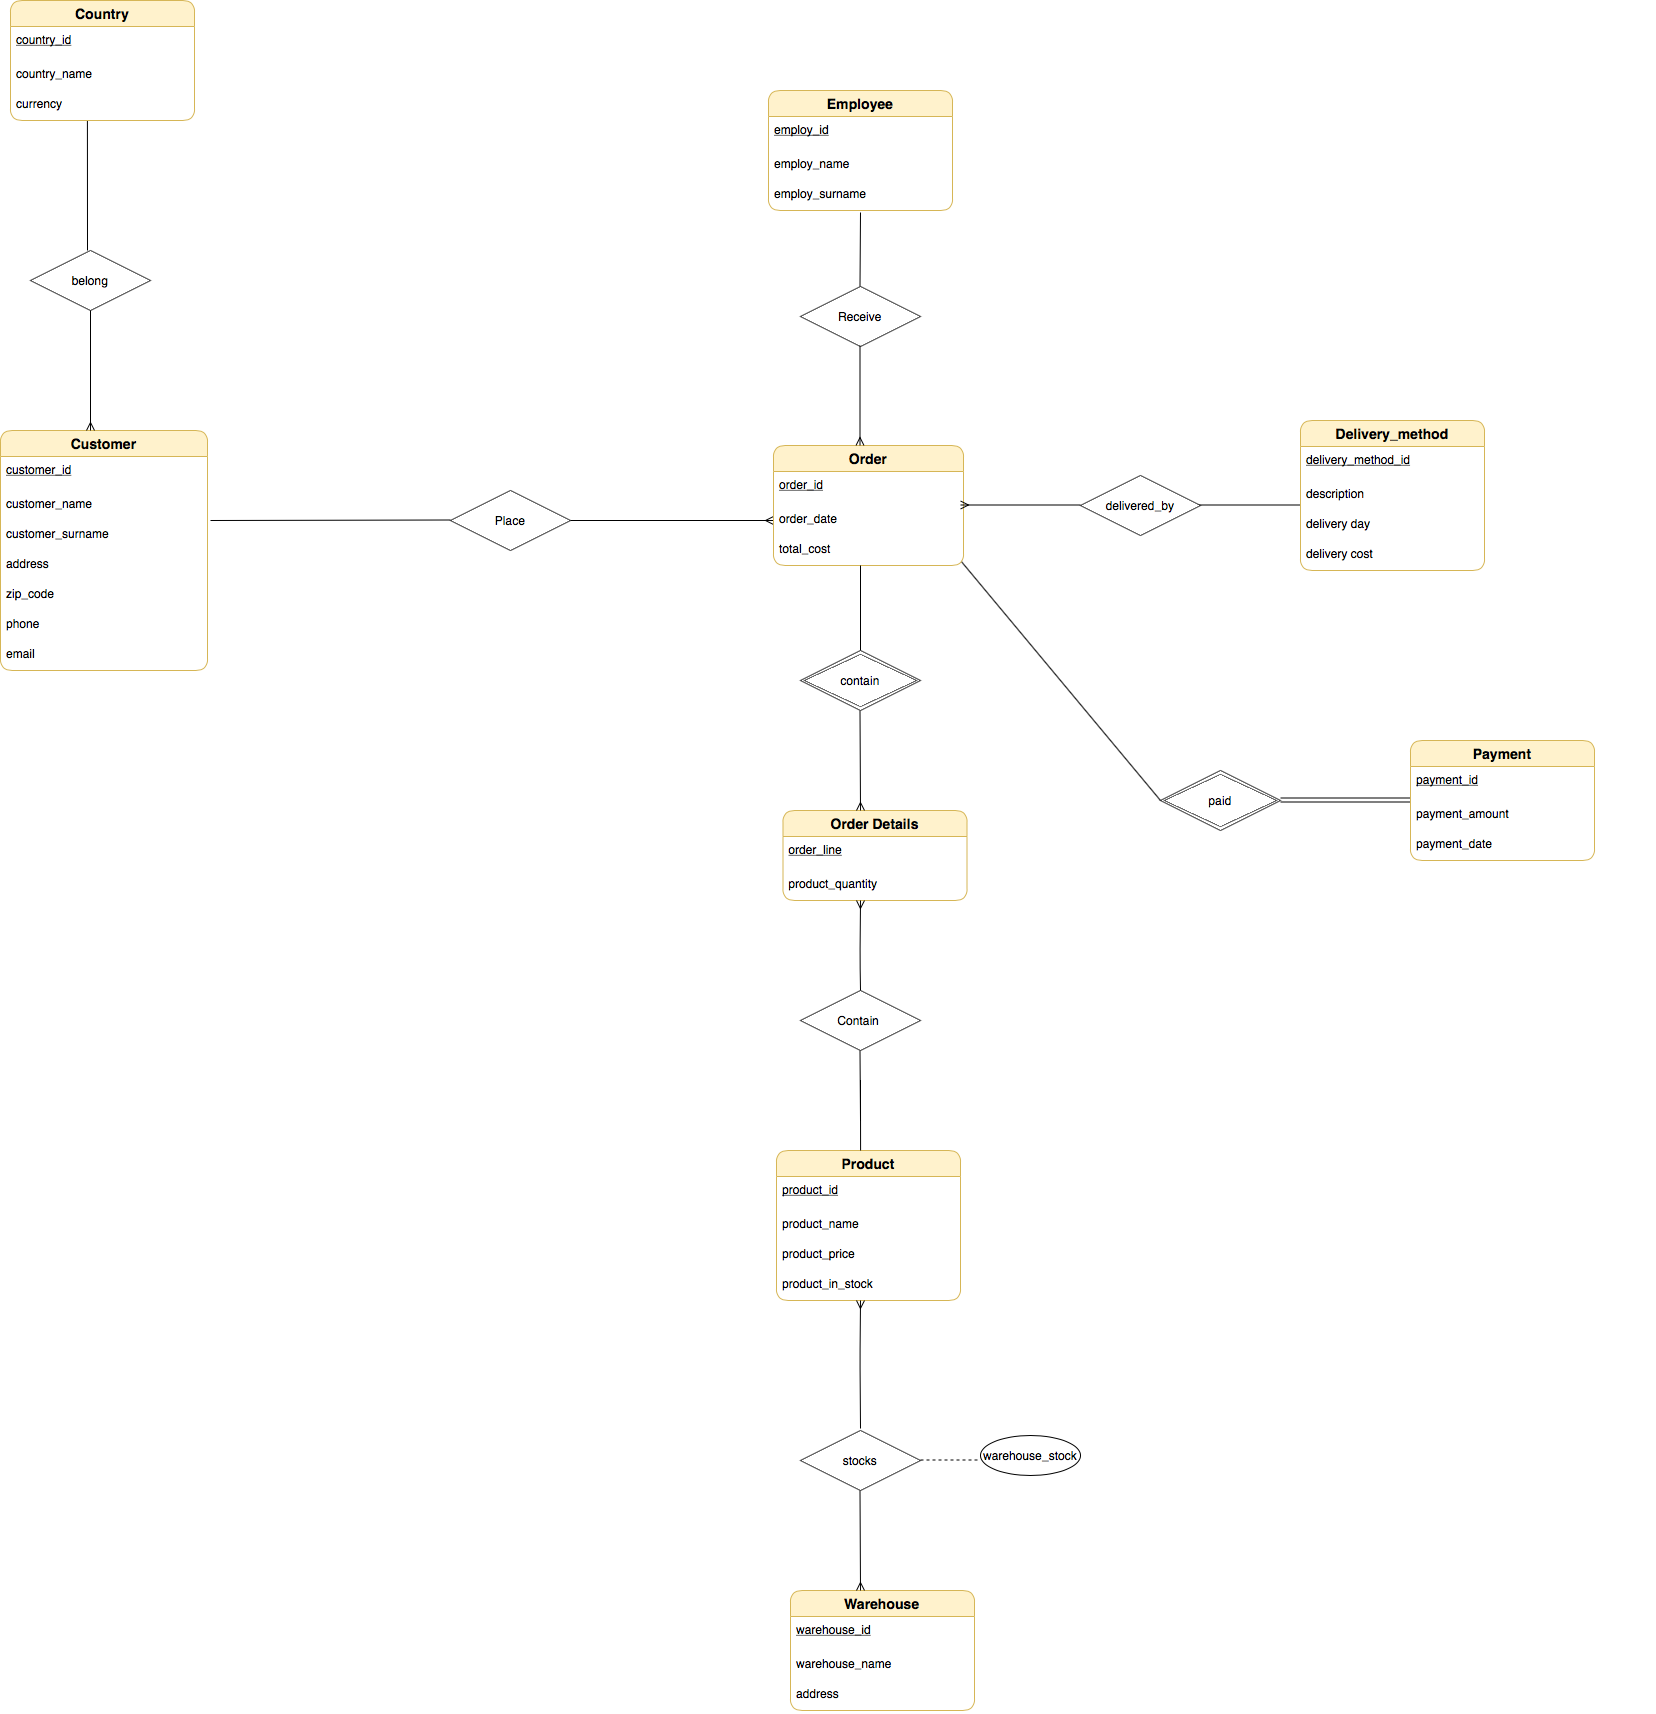 Country
country_id
country_name
currency
Employee
employ_id
employ_name
employ_surname
belong
Receive
Customer
customer_id
customer_name
customer_surname
address
zip_code
phone
email
Place
Order
order_id
order_date
total_cost
delivered_by
Delivery_method
delivery_method_id
description
delivery day
delivery cost
contain
paid
Payment
payment_id
payment_amount
payment_date
Order Details
order_line
product_quantity
Contain
Product
product_id
product_name
product_price
product_in_stock
stocks
warehouse_stock
Warehouse
warehouse_id
warehouse_name
address